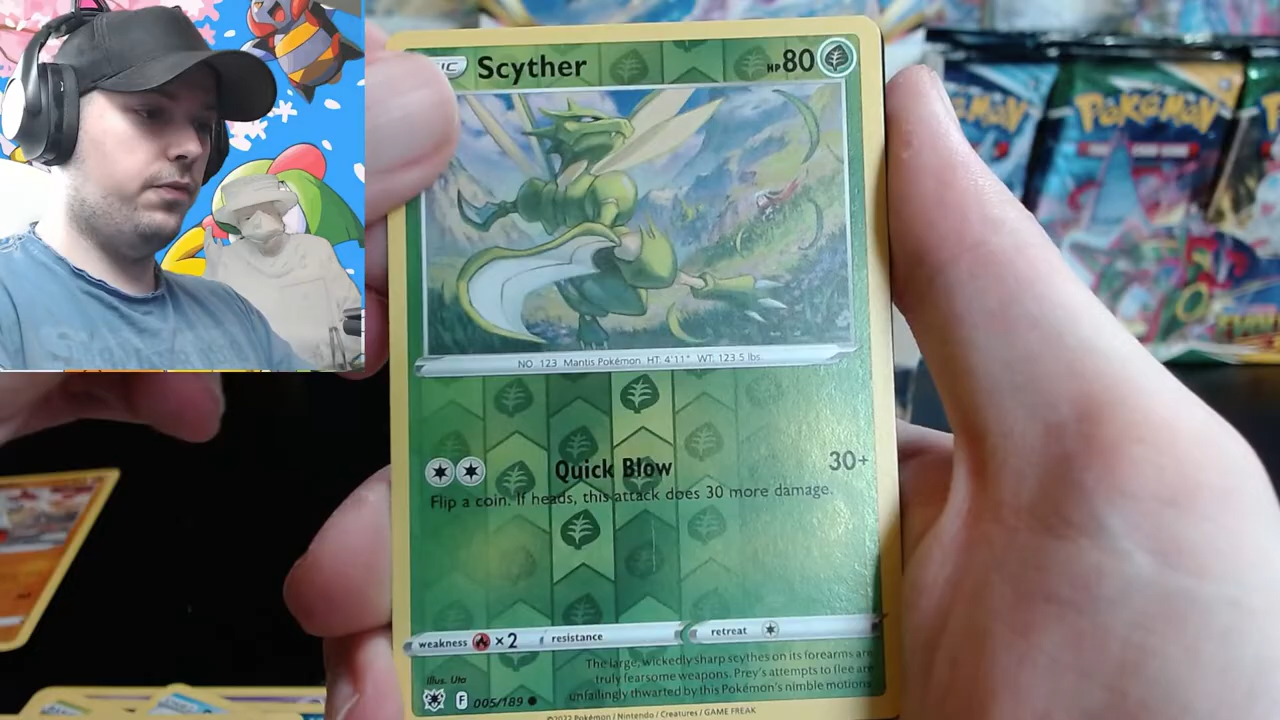 Scyther HP 80
NO. 123 Mantis Pokémon HT: 4'11" WT: 123.5 lbs.
Quick Blow 30+
Flip a coin. If heads, this attack does 30 more damage.
weakness ×2 resistance retreat
The large, wickedly sharp scythes on its forearms are
truly fearsome weapons. Prey's attempts to flee are
unfailingly thwarted by this Pokémon's nimble motions.
Illus. Uta
F 005/189
©2022 Pokémon / Nintendo / Creatures / GAME FREAK
POKéMON
POKéMON